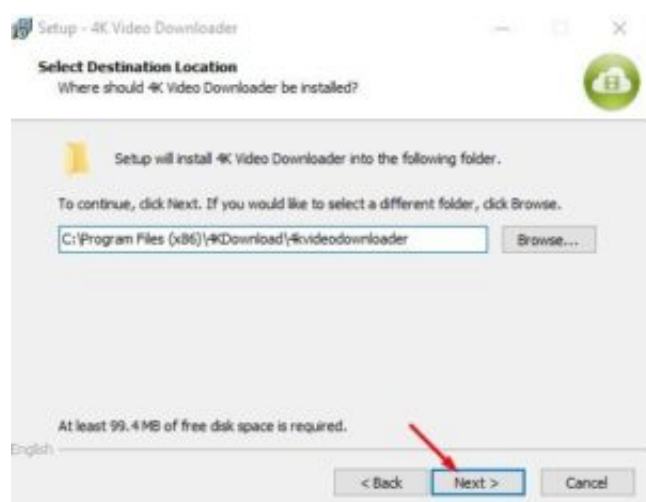 Setup - 4K Video Downloader
Select Destination Location
Where should 4K Video Downloader be installed?
Setup will install 4K Video Downloader into the following folder.
To continue, click Next. If you would like to select a different folder, click Browse.
C:\Program Files (x86)\4KDownload\4kvideodownloader
Browse...
At least 99.4 MB of free disk space is required.
English
< Back
Next >
Cancel